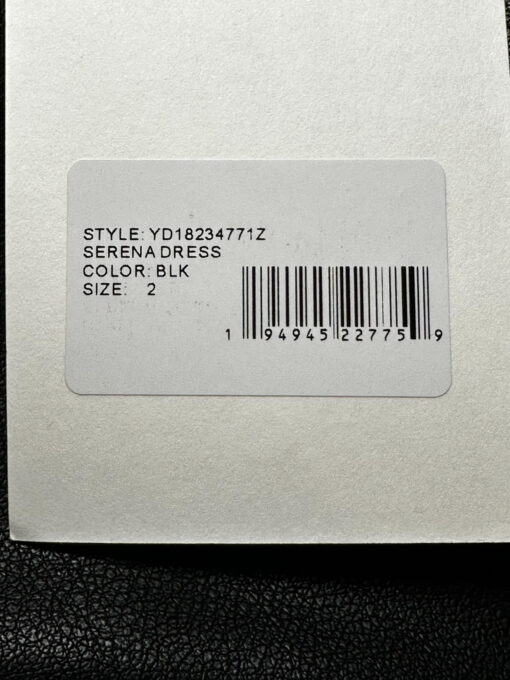 STYLE: YD18234771Z
SERENA DRESS
COLOR: BLK
SIZE: 2
1 94945 22775 9